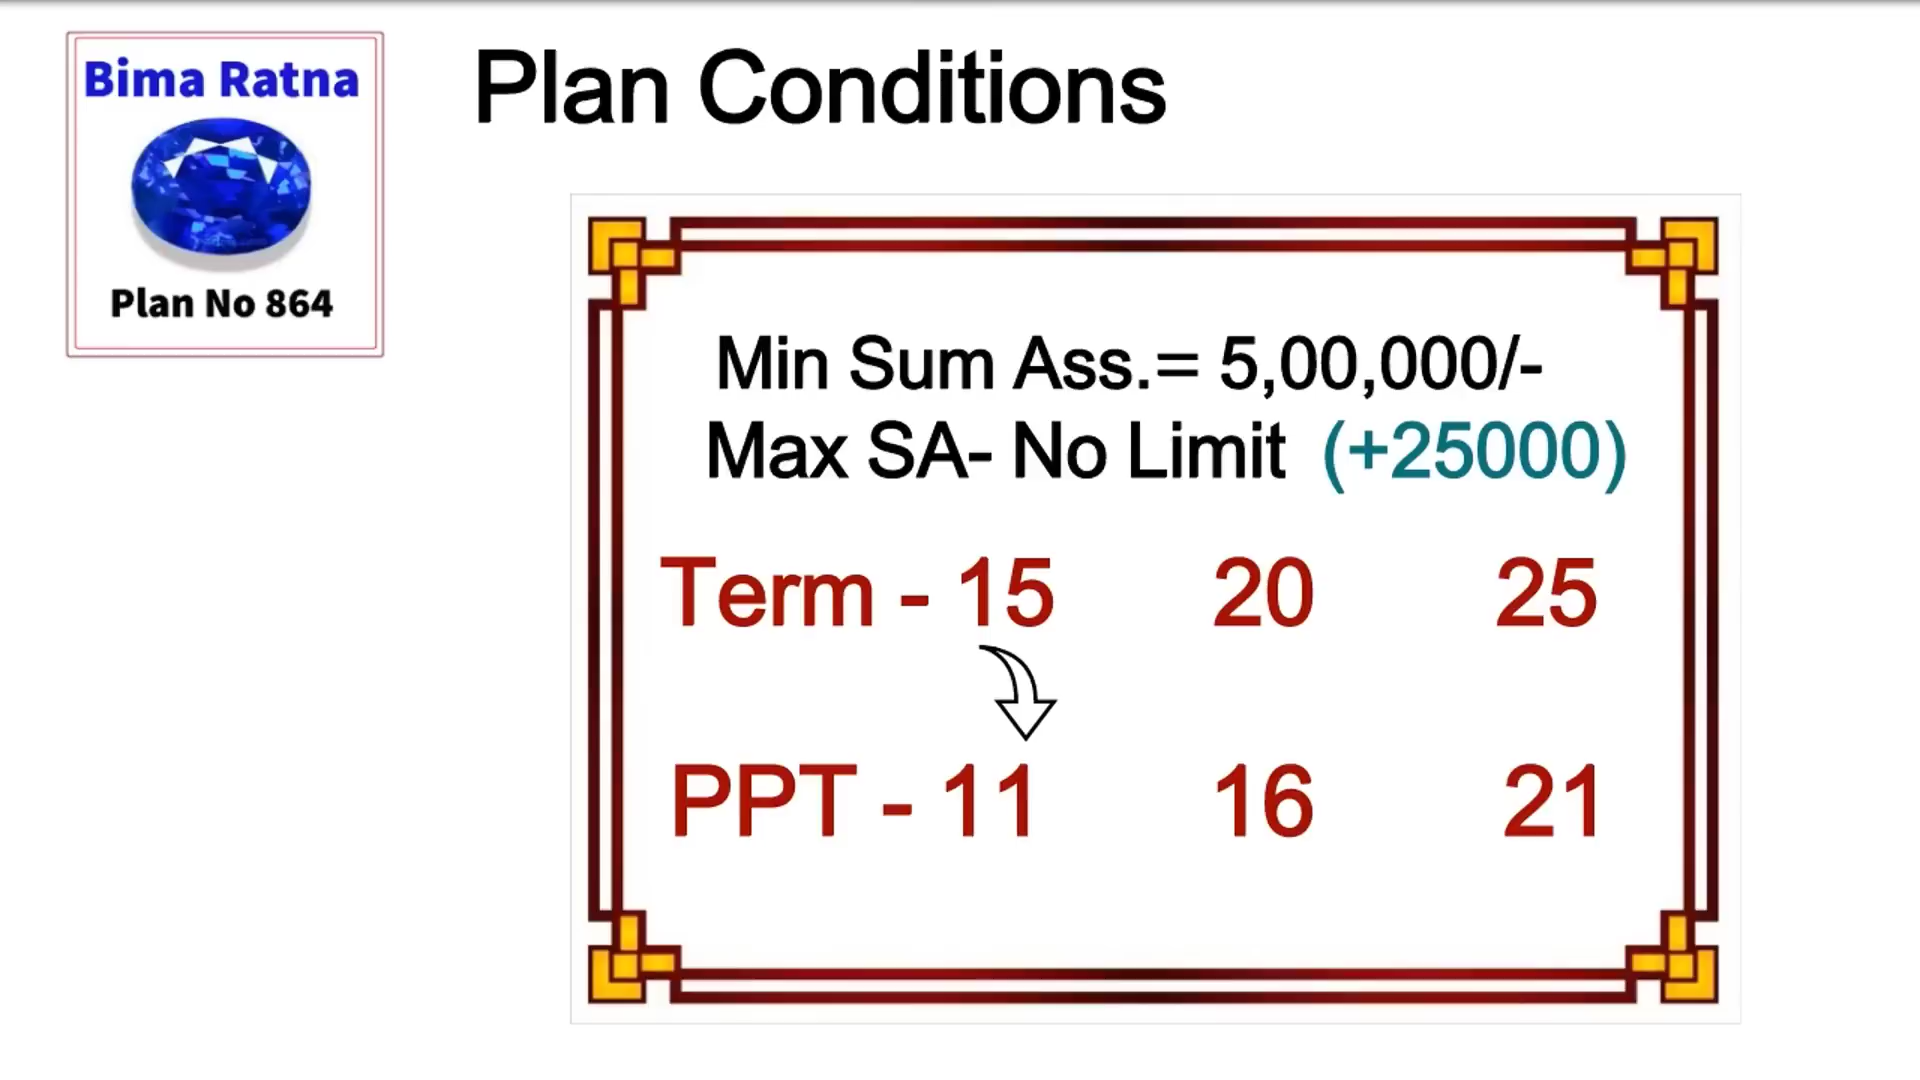 Bima Ratna
Plan No 864
Plan Conditions
Min Sum Ass.= 5,00,000/-
Max SA- No Limit (+25000)
Term - 15 20 25
PPT - 11 16 21